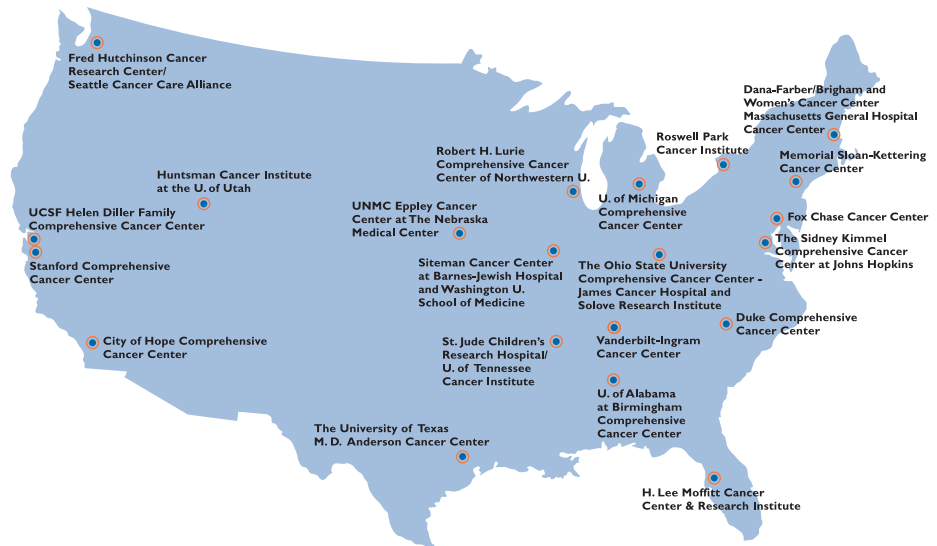 Fred Hutchinson Cancer
Research Center/
Seattle Cancer Care Alliance
Dana-Farber/Brigham and
Women's Cancer Center
Massachusetts General Hospital
Cancer Center
Roswell Park
Cancer Institute
Memorial Sloan-Kettering
Cancer Center
Robert H. Lurie
Comprehensive Cancer
Center of Northwestern U.
Huntsman Cancer Institute
at the U. of Utah
U. of Michigan
Comprehensive
Cancer Center
UNMC Eppley Cancer
Center at The Nebraska
Medical Center
UCSF Helen Diller Family
Comprehensive Cancer Center
Fox Chase Cancer Center
The Sidney Kimmel
Comprehensive Cancer
Center at Johns Hopkins
Stanford Comprehensive
Cancer Center
Siteman Cancer Center
at Barnes-Jewish Hospital
and Washington U.
School of Medicine
The Ohio State University
Comprehensive Cancer Center -
James Cancer Hospital and
Solove Research Institute
Duke Comprehensive
Cancer Center
City of Hope Comprehensive
Cancer Center
St. Jude Children's
Research Hospital/
U. of Tennessee
Cancer Institute
Vanderbilt-Ingram
Cancer Center
U. of Alabama
at Birmingham
Comprehensive
Cancer Center
The University of Texas
M. D. Anderson Cancer Center
H. Lee Moffitt Cancer
Center & Research Institute